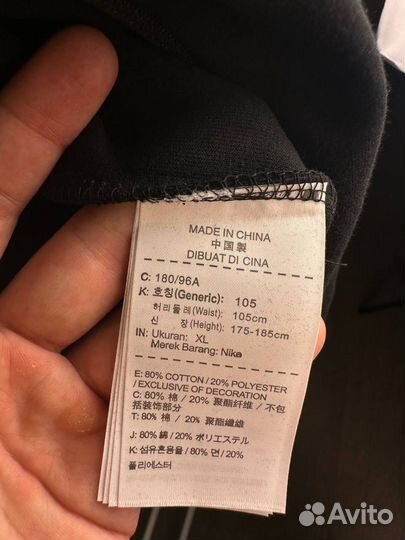 MADE IN CHINA
中国製
DIBUAT DI CINA
C: 180/96A
K: 호칭(Generic): 105
허리둘레(Waist): 105cm
신 장(Height): 175-185cm
IN: Ukuran: XL
Merek Barang: Nike
E: 80% COTTON / 20% POLYESTER
/ EXCLUSIVE OF DECORATION
C: 80% 棉 / 20% 聚酯纤维 / 不包
括装饰部分
T: 80% 棉 / 20% 聚酯纖維
J: 80% 綿 / 20% ポリエステル
K: 섬유혼용율 / 80% 면 / 20%
폴리에스터
Avito